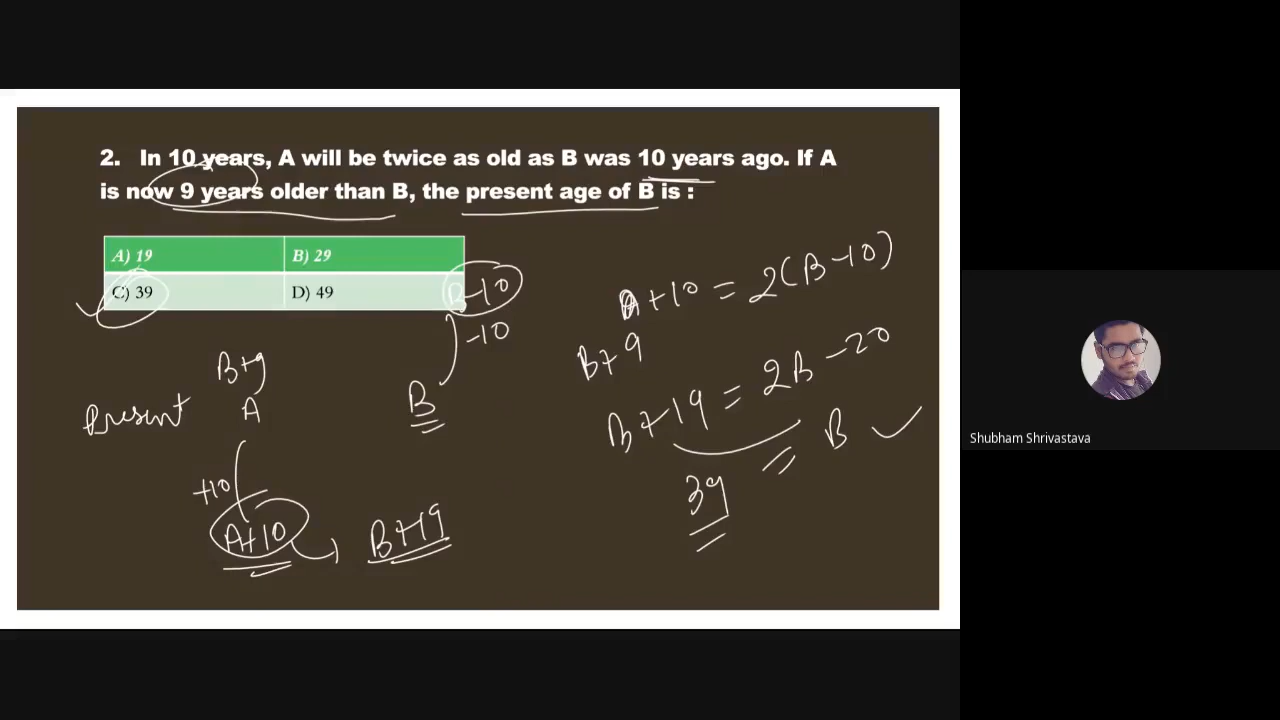 2. In 10 years, A will be twice as old as B was 10 years ago. If A
is now 9 years older than B, the present age of B is :
A) 19
B) 29
C) 39
D) 49
B-10
-10
B+9
Present A
B
+10
A+10
B+19
A+10 = 2(B-10)
B+9
B+19 = 2B-20
B
39
Shubham Shrivastava